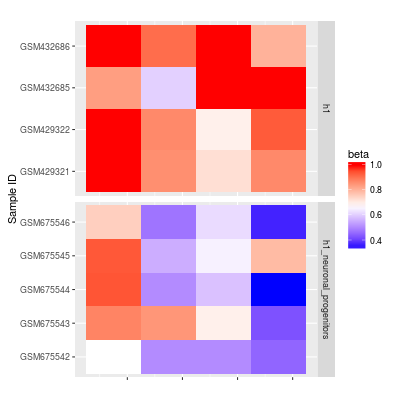 GSM432686
GSM432685
GSM429322
GSM429321
h1
GSM675546
GSM675545
GSM675544
GSM675543
GSM675542
h1_neuronal_progenitors
Sample ID
beta
1.0
0.8
0.6
0.4